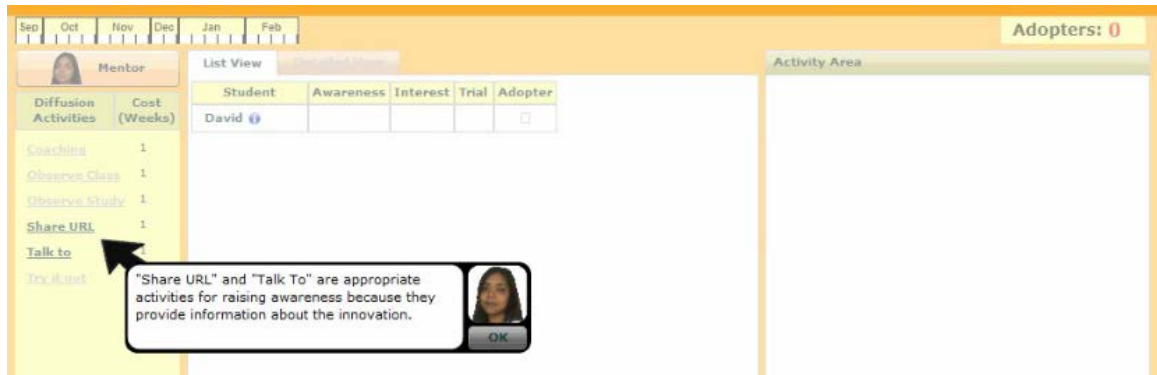 Sep Oct Nov Dec Jan Feb
Adopters: 0
Mentor
List View
Activity Area
Diffusion Activities
Cost (Weeks)
Student Awareness Interest Trial Adopter
David
Coaching 1
Observe Class 1
Observe Study 1
Share URL 1
Talk to 1
Try it out
"Share URL" and "Talk To" are appropriate
activities for raising awareness because they
provide information about the innovation.
OK